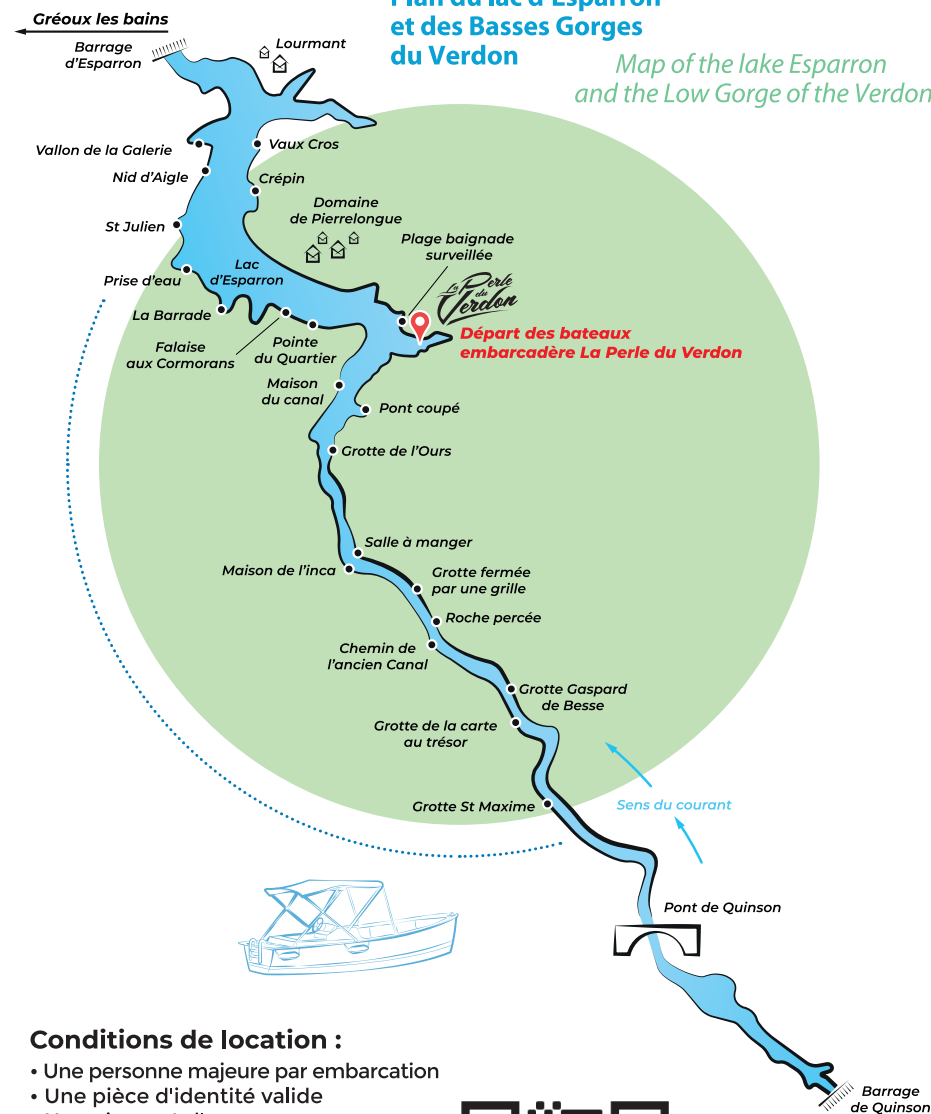 Plan du lac d'Esparron
et des Basses Gorges
du Verdon
Map of the lake Esparron
and the Low Gorge of the Verdon
Gréoux les bains
Barrage
d'Esparron
Lourmant
Vallon de la Galerie
Vaux Cros
Nid d'Aigle
Crépin
Domaine
de Pierrelongue
St Julien
Plage baignade
surveillée
Lac
d'Esparron
Prise d'eau
La Perle
du
Verdon
La Barrade
Départ des bateaux
embarcadère La Perle du Verdon
Falaise
aux Cormorans
Pointe
du Quartier
Maison
du canal
Pont coupé
Grotte de l'Ours
Salle à manger
Maison de l'inca
Grotte fermée
par une grille
Roche percée
Chemin de
l'ancien Canal
Grotte Gaspard
de Besse
Grotte de la carte
au trésor
Grotte St Maxime
Sens du courant
Pont de Quinson
Conditions de location :
• Une personne majeure par embarcation
• Une pièce d'identité valide
Barrage
de Quinson